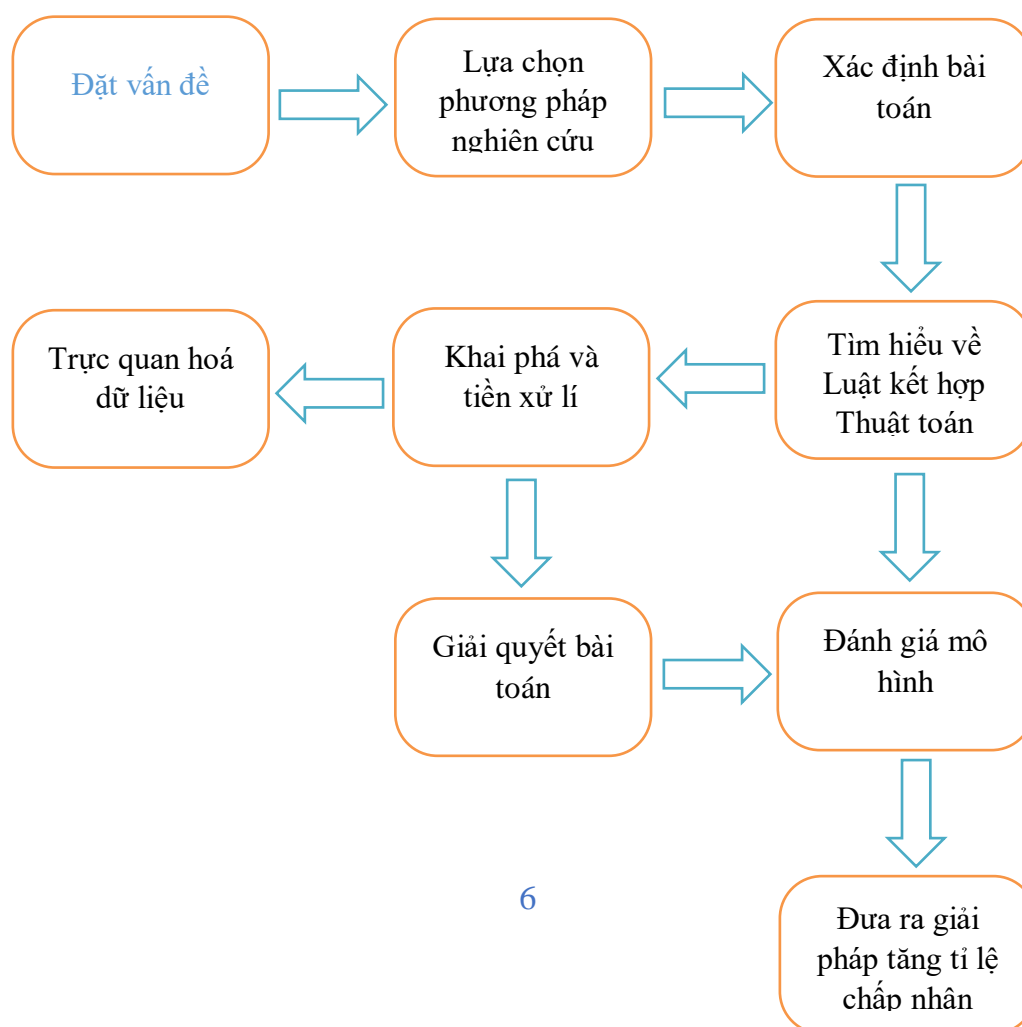 Đặt vấn đề
Lựa chọn
phương pháp
nghiên cứu
Xác định bài
toán
Trực quan hoá
dữ liệu
Khai phá và
tiền xử lí
Tìm hiểu về
Luật kết hợp
Thuật toán
Giải quyết bài
toán
Đánh giá mô
hình
6
Đưa ra giải
pháp tăng tỉ lệ
chấp nhân